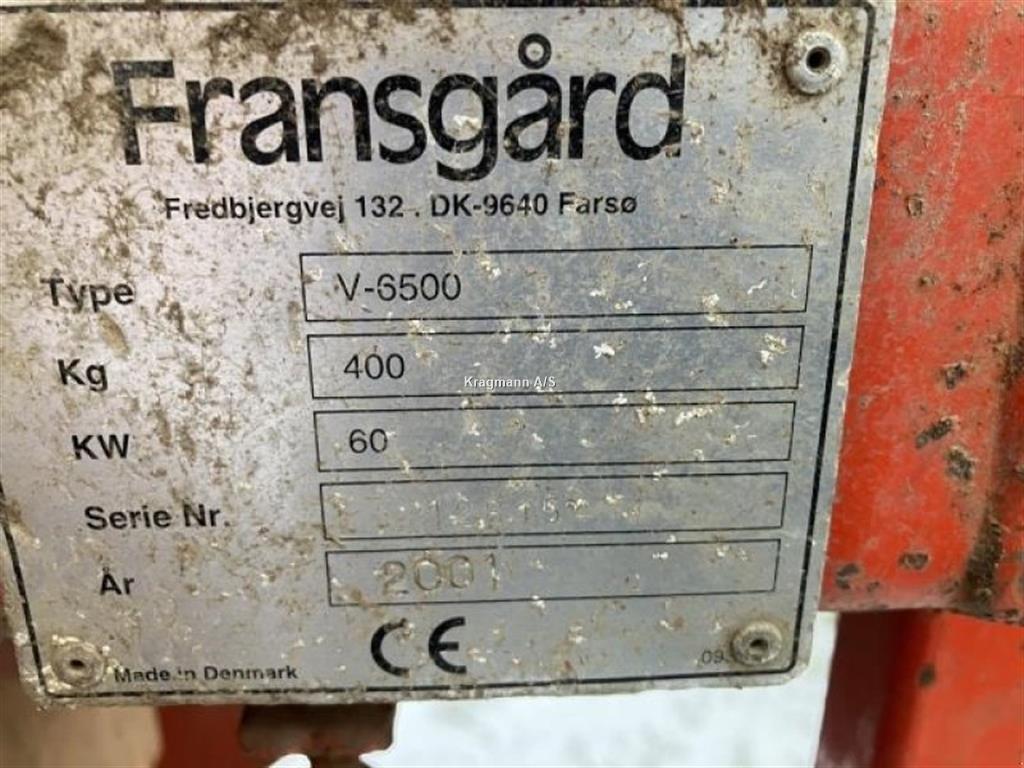 Fransgård
Fredbjergvej 132 . DK-9640 Farsø
Type V-6500
Kg 400
Kragmann A/S
KW 60
Serie Nr.
År 2001
CE
Made in Denmark